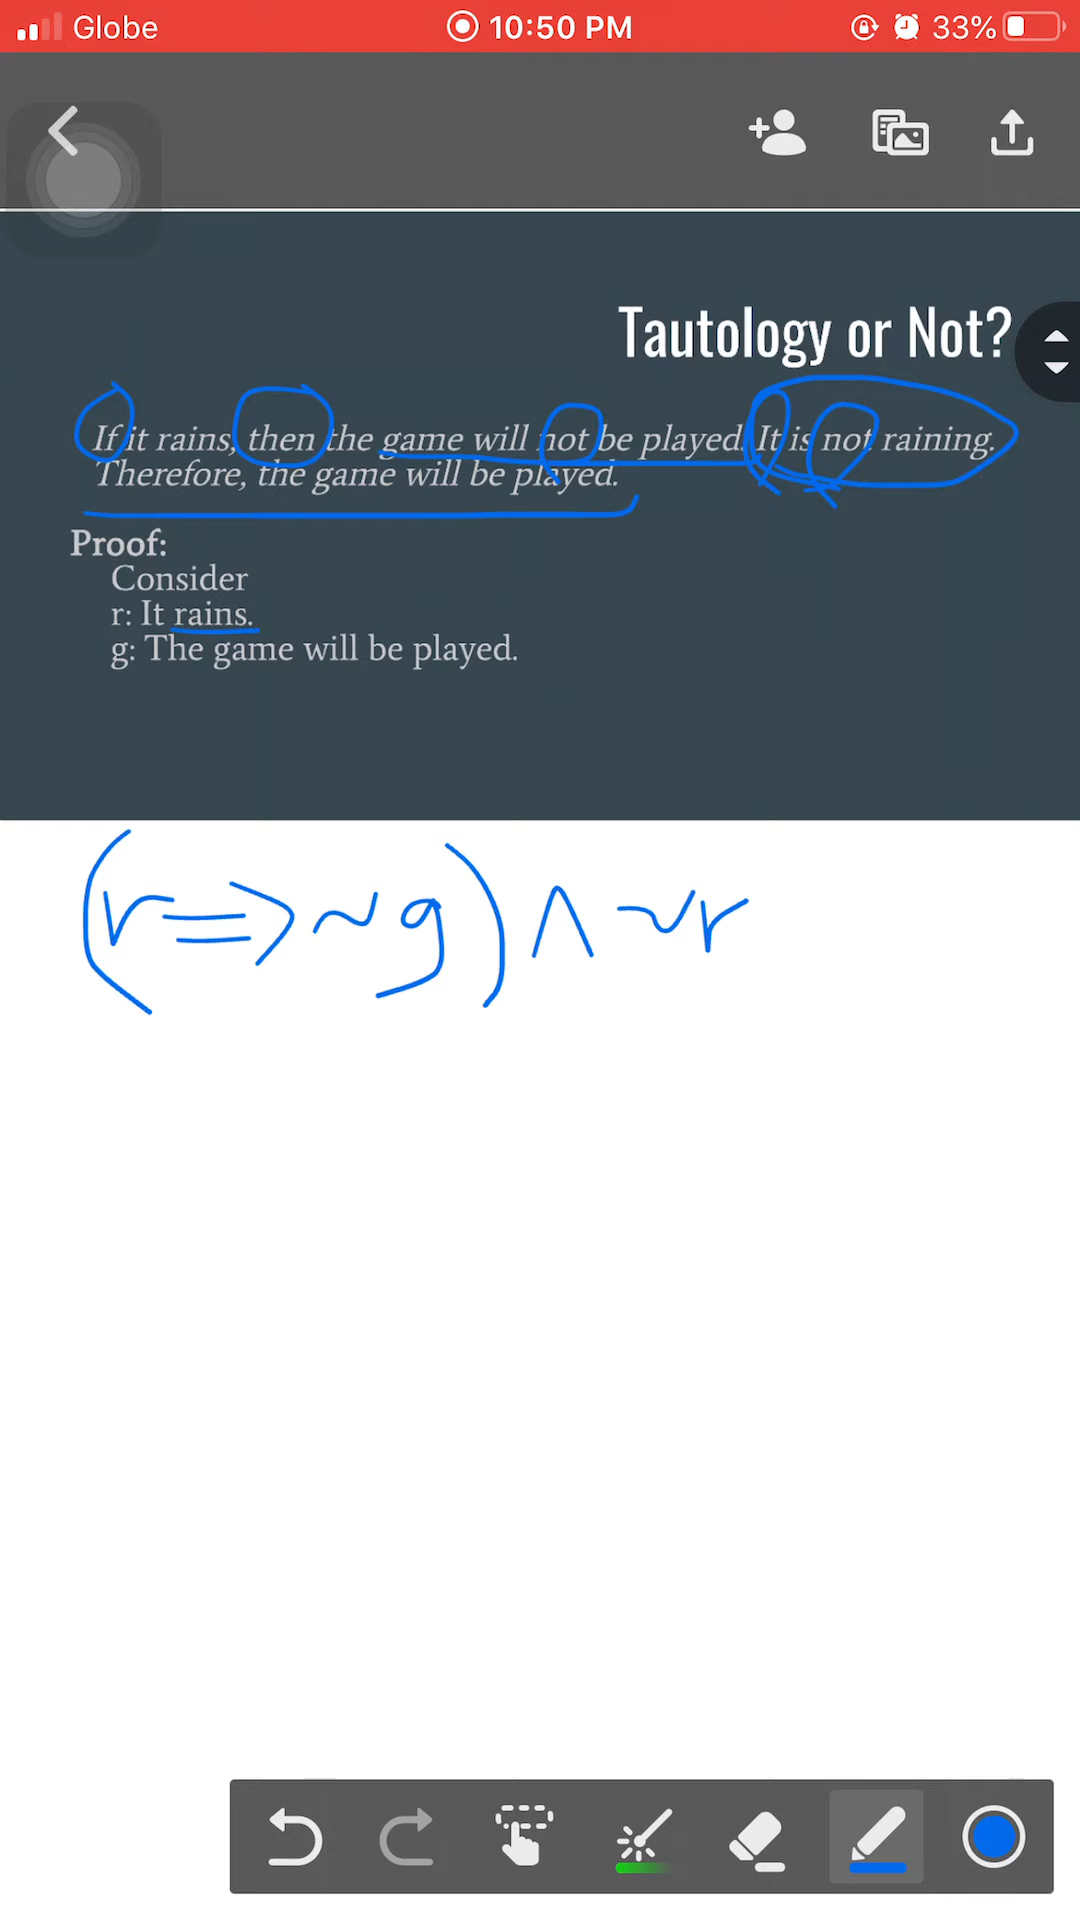 Globe 10:50 PM 33%
Tautology or Not?
If it rains, then the game will not be played. It is not raining.
Therefore, the game will be played.
Proof:
Consider
r: It rains.
g: The game will be played.
(r => ~g) ∧ ~r